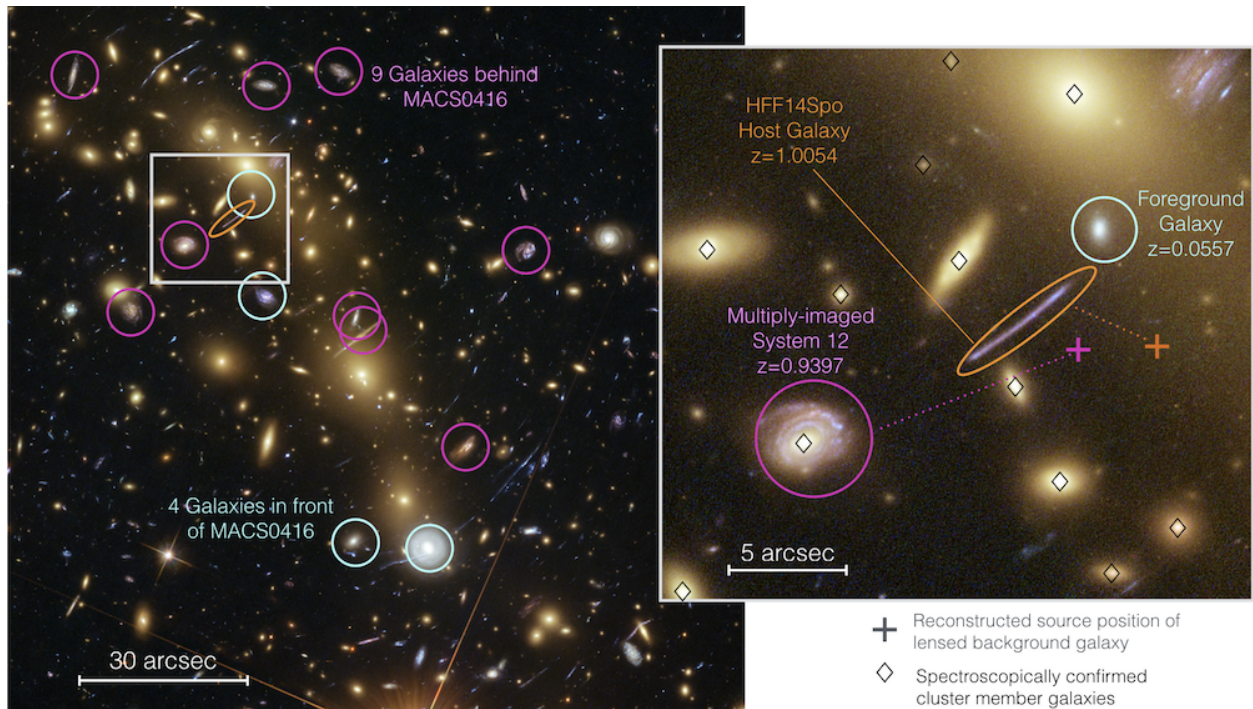 9 Galaxies behind
MACS0416
4 Galaxies in front
of MACS0416
30 arcsec
HFF14Spo
Host Galaxy
z=1.0054
Foreground
Galaxy
z=0.0557
Multiply-imaged
System 12
z=0.9397
5 arcsec
Reconstructed source position of
lensed background galaxy
Spectroscopically confirmed
cluster member galaxies